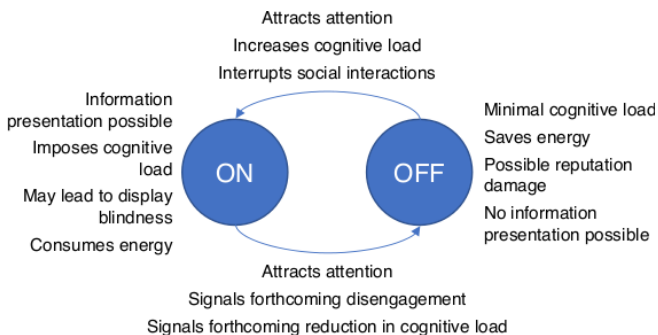 Attracts attention
Increases cognitive load
Interrupts social interactions
Information
presentation possible
Imposes cognitive
load
May lead to display
blindness
Consumes energy
ON
OFF
Minimal cognitive load
Saves energy
Possible reputation
damage
No information
presentation possible
Attracts attention
Signals forthcoming disengagement
Signals forthcoming reduction in cognitive load